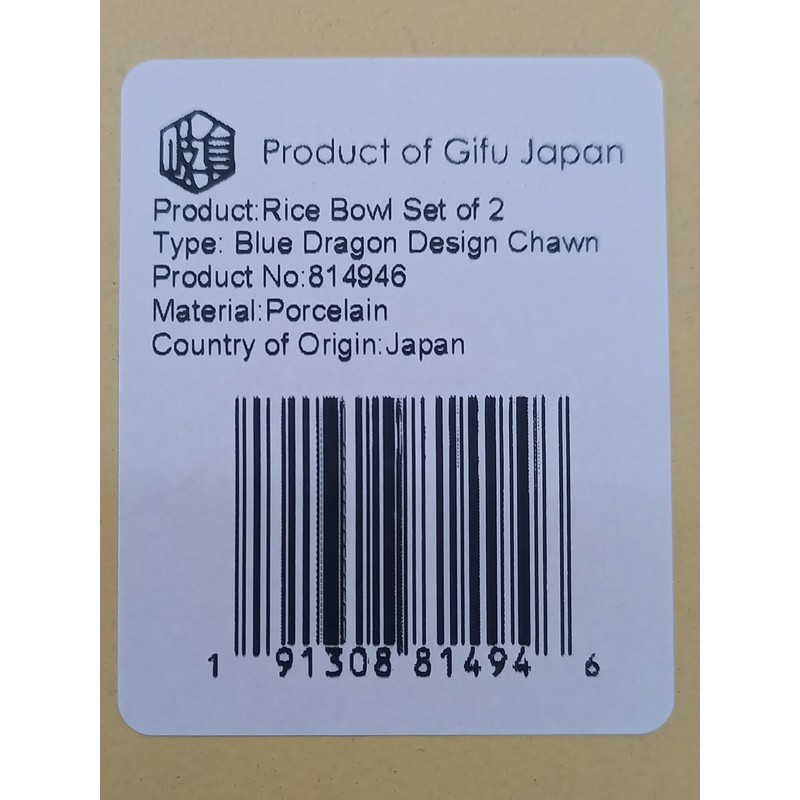 Product of Gifu Japan
Product:Rice Bowl Set of 2
Type: Blue Dragon Design Chawn
Product No:814946
Material:Porcelain
Country of Origin:Japan
1 91308 81494 6